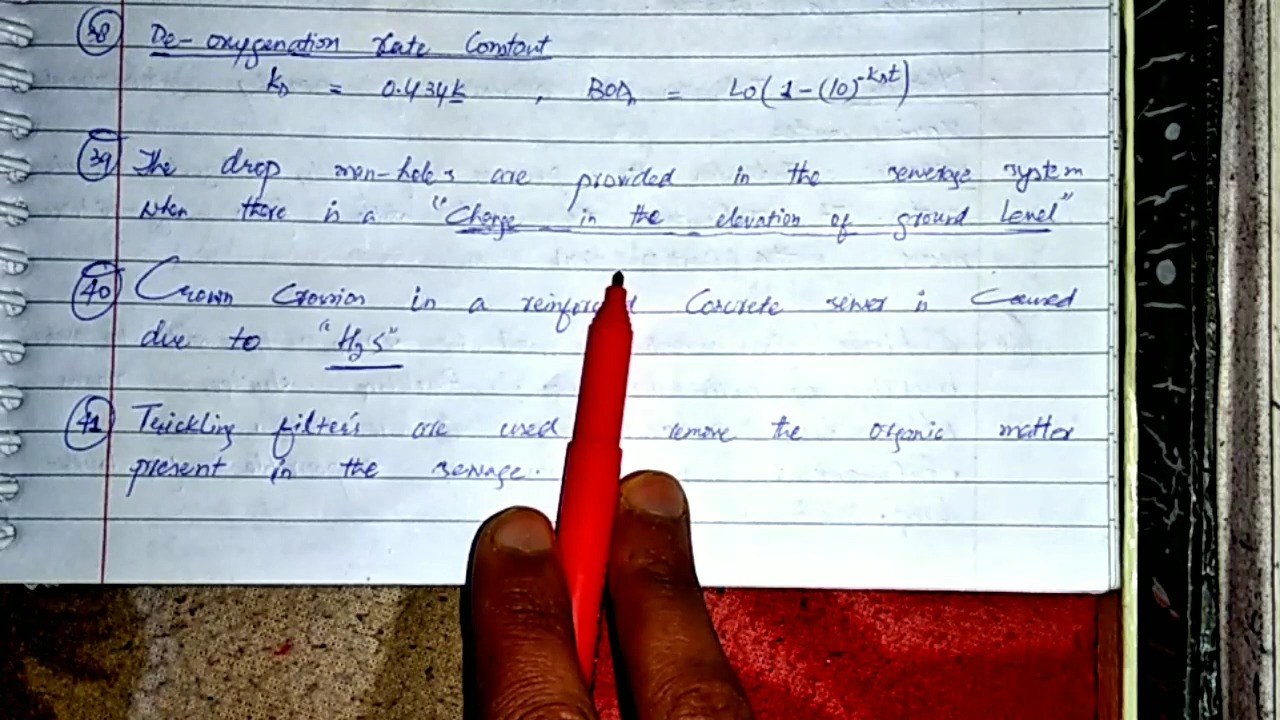 38 De-oxygenation Rate Constant
KD = 0.434k , BOD5 = Lo(1-(10)^-KDt)
39 The drop man-holes are provided in the sewerage system
when there is a "Change in the elevation of ground Level"
40 Crown Crossion in a reinforced Concrete sewer is Caused
due to "H2S"
41 Trickling filters are used remove the organic matter
present in the sewage.